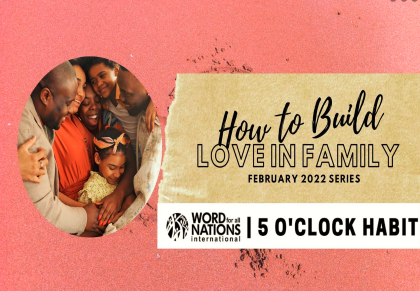 How to Build
LOVE IN FAMILY
FEBRUARY 2022 SERIES
WORD for all
NATIONS
international
| 5 O'CLOCK HABIT